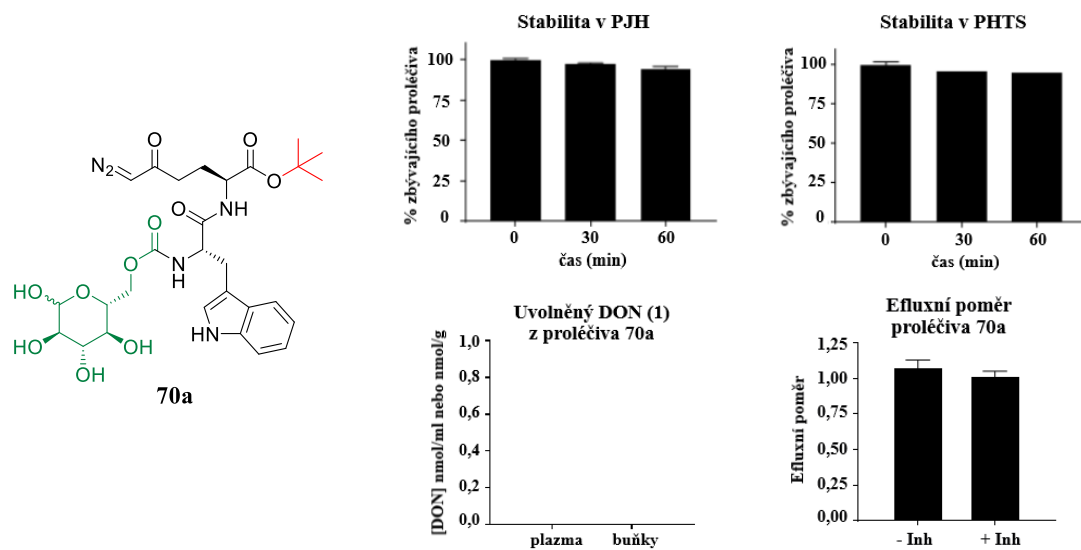 O
N₂
O
O
O
NH
O
O
N
H
O
HO
O
HO
OH
OH
HN
70a
Stabilita v PJH
% zbývajícího proléčiva
100
75
50
25
0
0 30 60
čas (min)
Stabilita v PHTS
% zbývajícího proléčiva
100
75
50
25
0
0 30 60
čas (min)
Uvolněný DON (1)
z proléčiva 70a
[DON] nmol/ml nebo nmol/g
1,0
0,8
0,6
0,4
0,2
0,0
plazma buňky
Efluxní poměr
proléčiva 70a
Efluxní poměr
1,25
1,00
0,75
0,50
0,25
0,00
- Inh + Inh